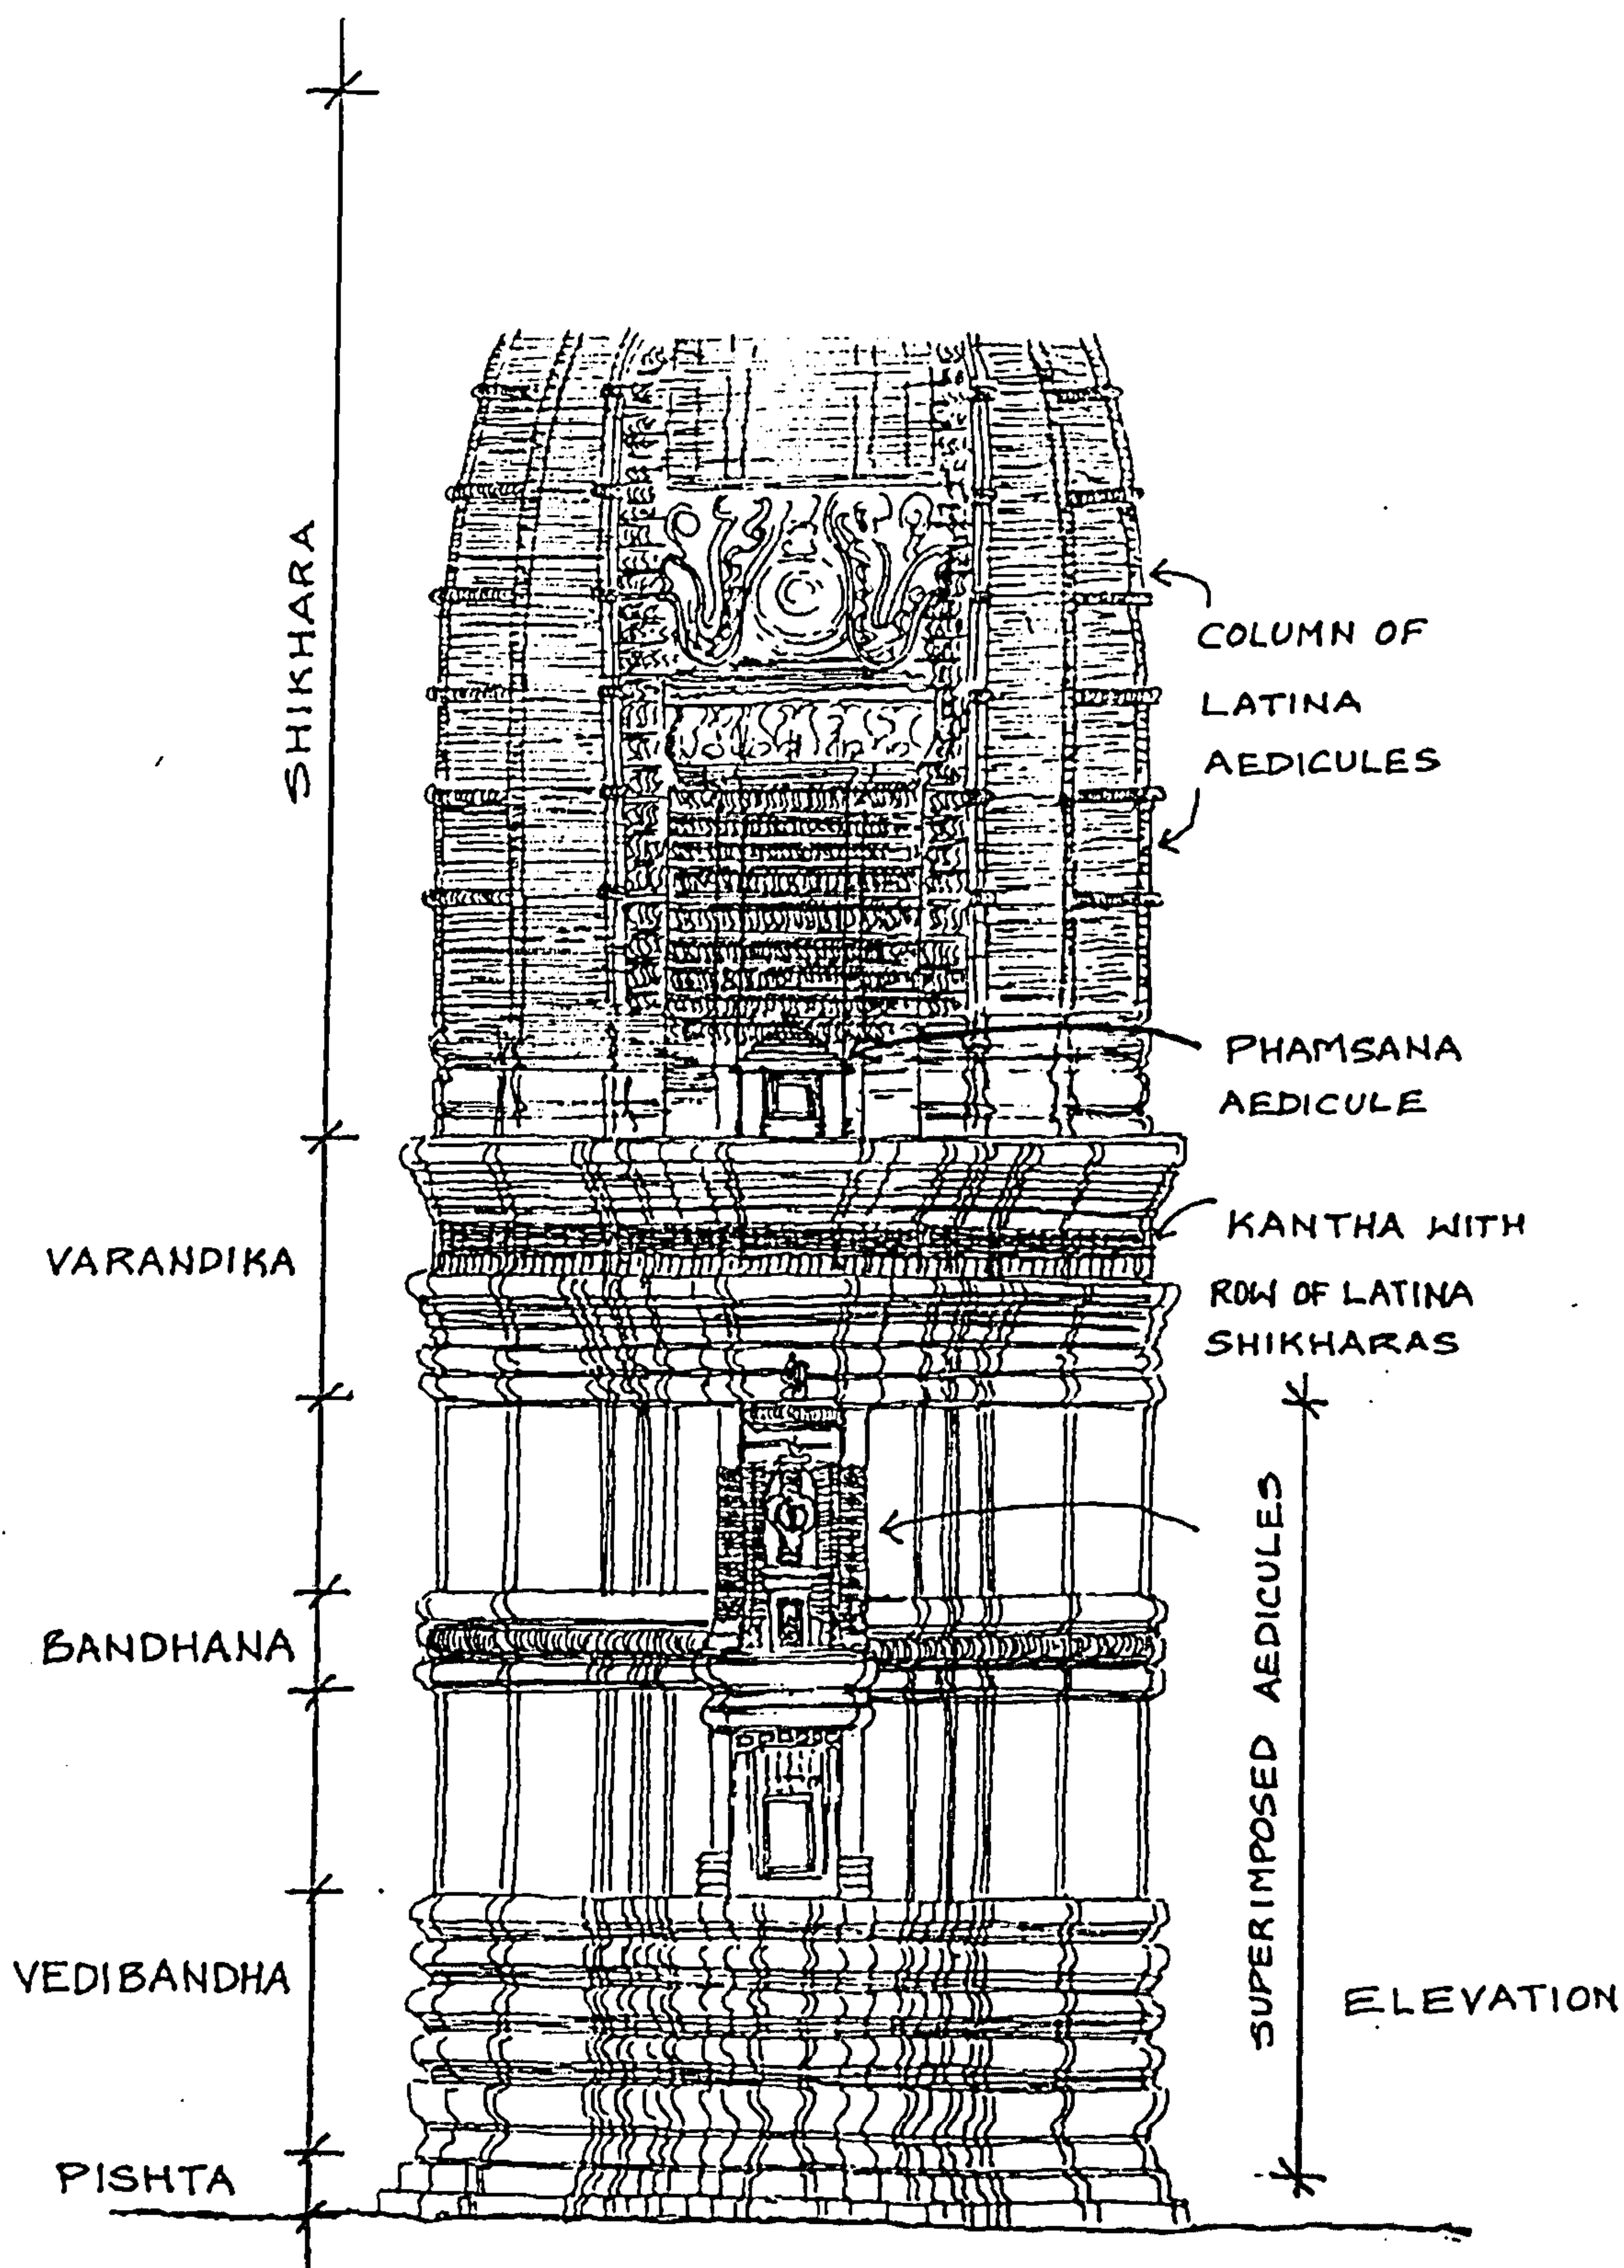 SHIKHARA
COLUMN OF
LATINA
AEDICULES
PHAMSANA
AEDICULE
VARANDIKA
KANTHA WITH
ROW OF LATINA
SHIKHARAS
BANDHANA
SUPERIMPOSED AEDICULES
VEDIBANDHA
ELEVATION
PISHTA